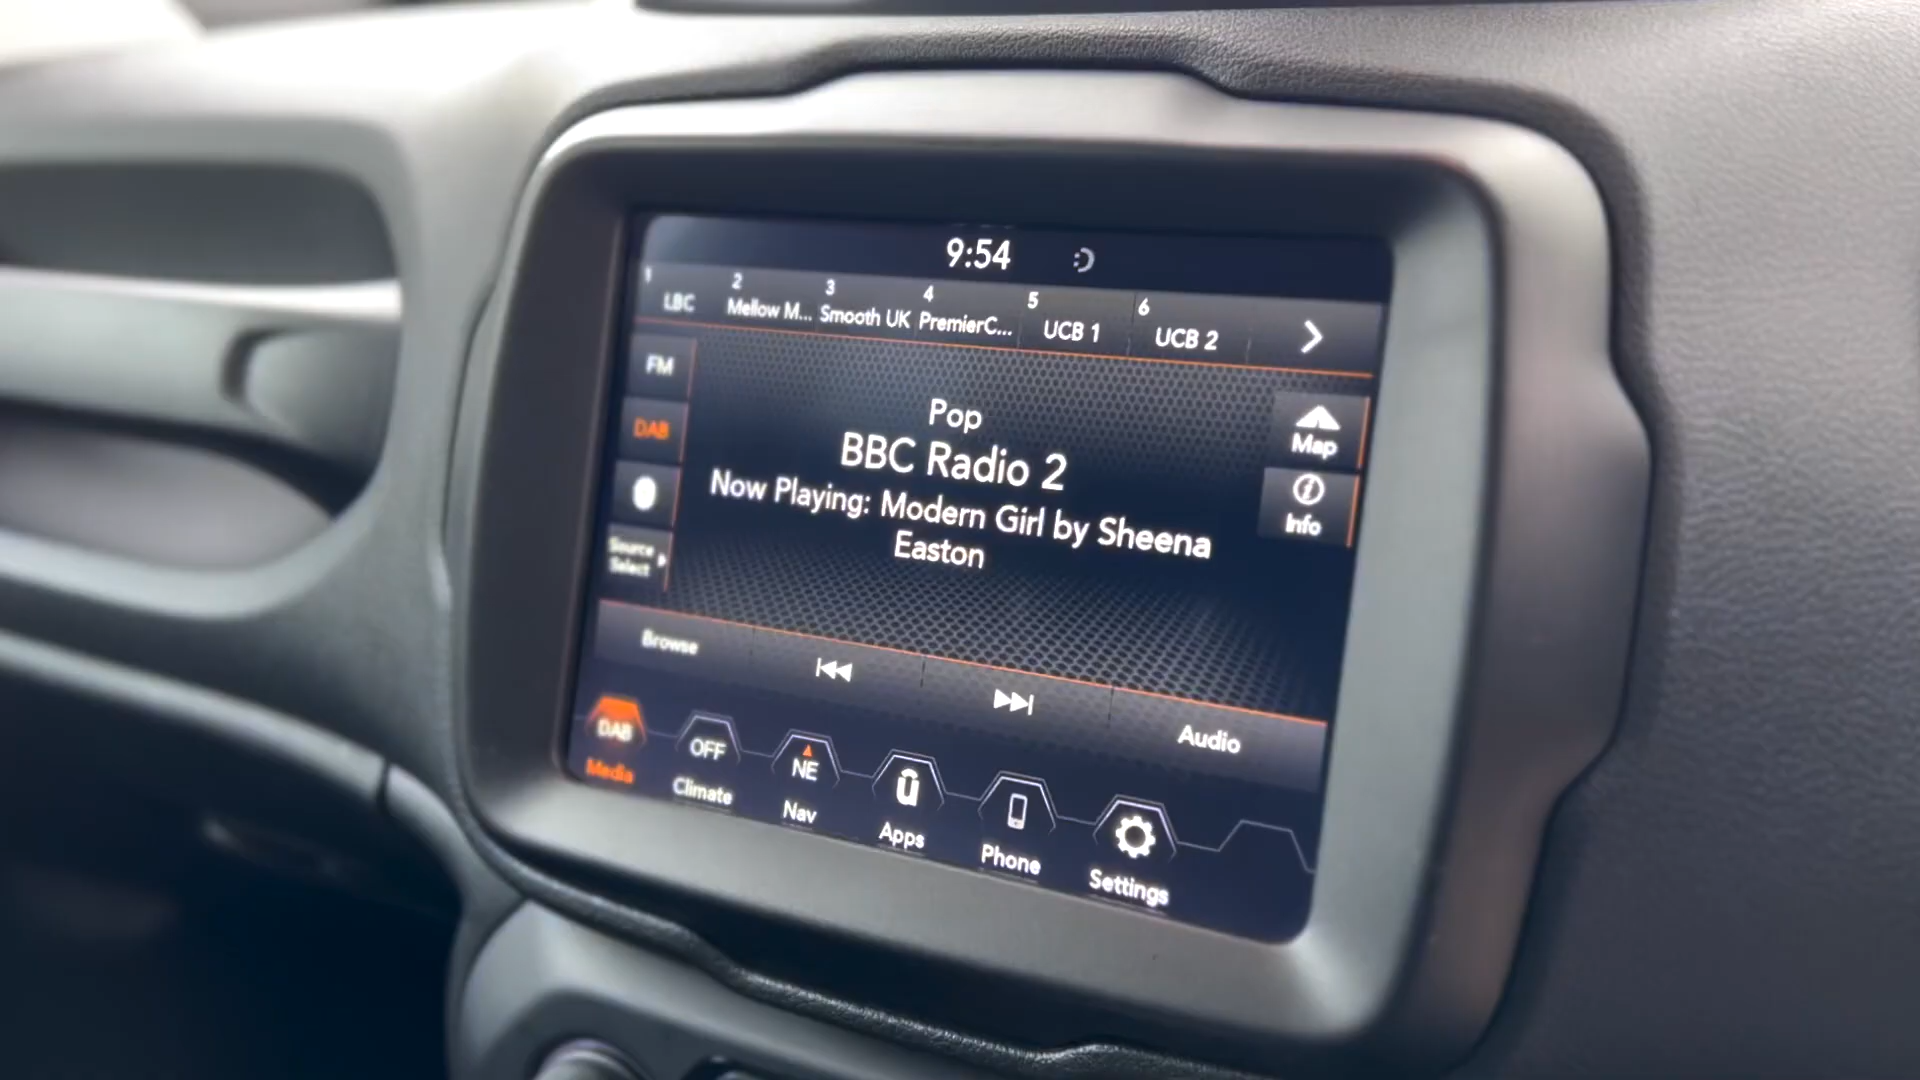 9:54
1 LBC
2 Mellow M...
3 Smooth UK
4 PremierC...
5 UCB 1
6 UCB 2
FM
DAB
Source
Select
Pop
BBC Radio 2
Now Playing: Modern Girl by Sheena
Easton
Map
Info
Browse
Audio
DAB
Media
OFF
Climate
NE
Nav
Apps
Phone
Settings